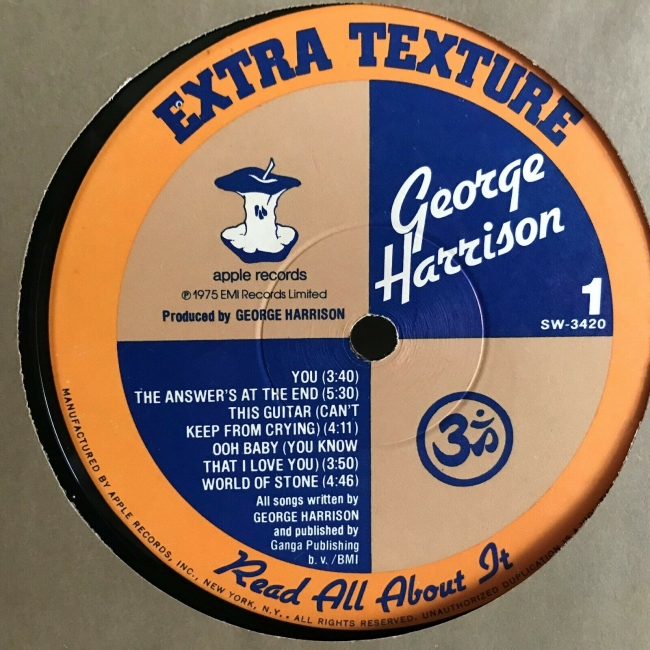 EXTRA TEXTURE
George
Harrison
apple records
℗ 1975 EMI Records Limited
Produced by GEORGE HARRISON
1
SW-3420
YOU (3:40)
THE ANSWER'S AT THE END (5:30)
THIS GUITAR (CAN'T
KEEP FROM CRYING) (4:11)
OOH BABY (YOU KNOW
THAT I LOVE YOU) (3:50)
WORLD OF STONE (4:46)
All songs written by
GEORGE HARRISON
and published by
Ganga Publishing
b. v. /BMI
ॐ
Read All About It
MANUFACTURED BY APPLE RECORDS, INC., NEW YORK, N.Y. • ALL RIGHTS RESERVED. UNAUTHORIZED DUPLICATION